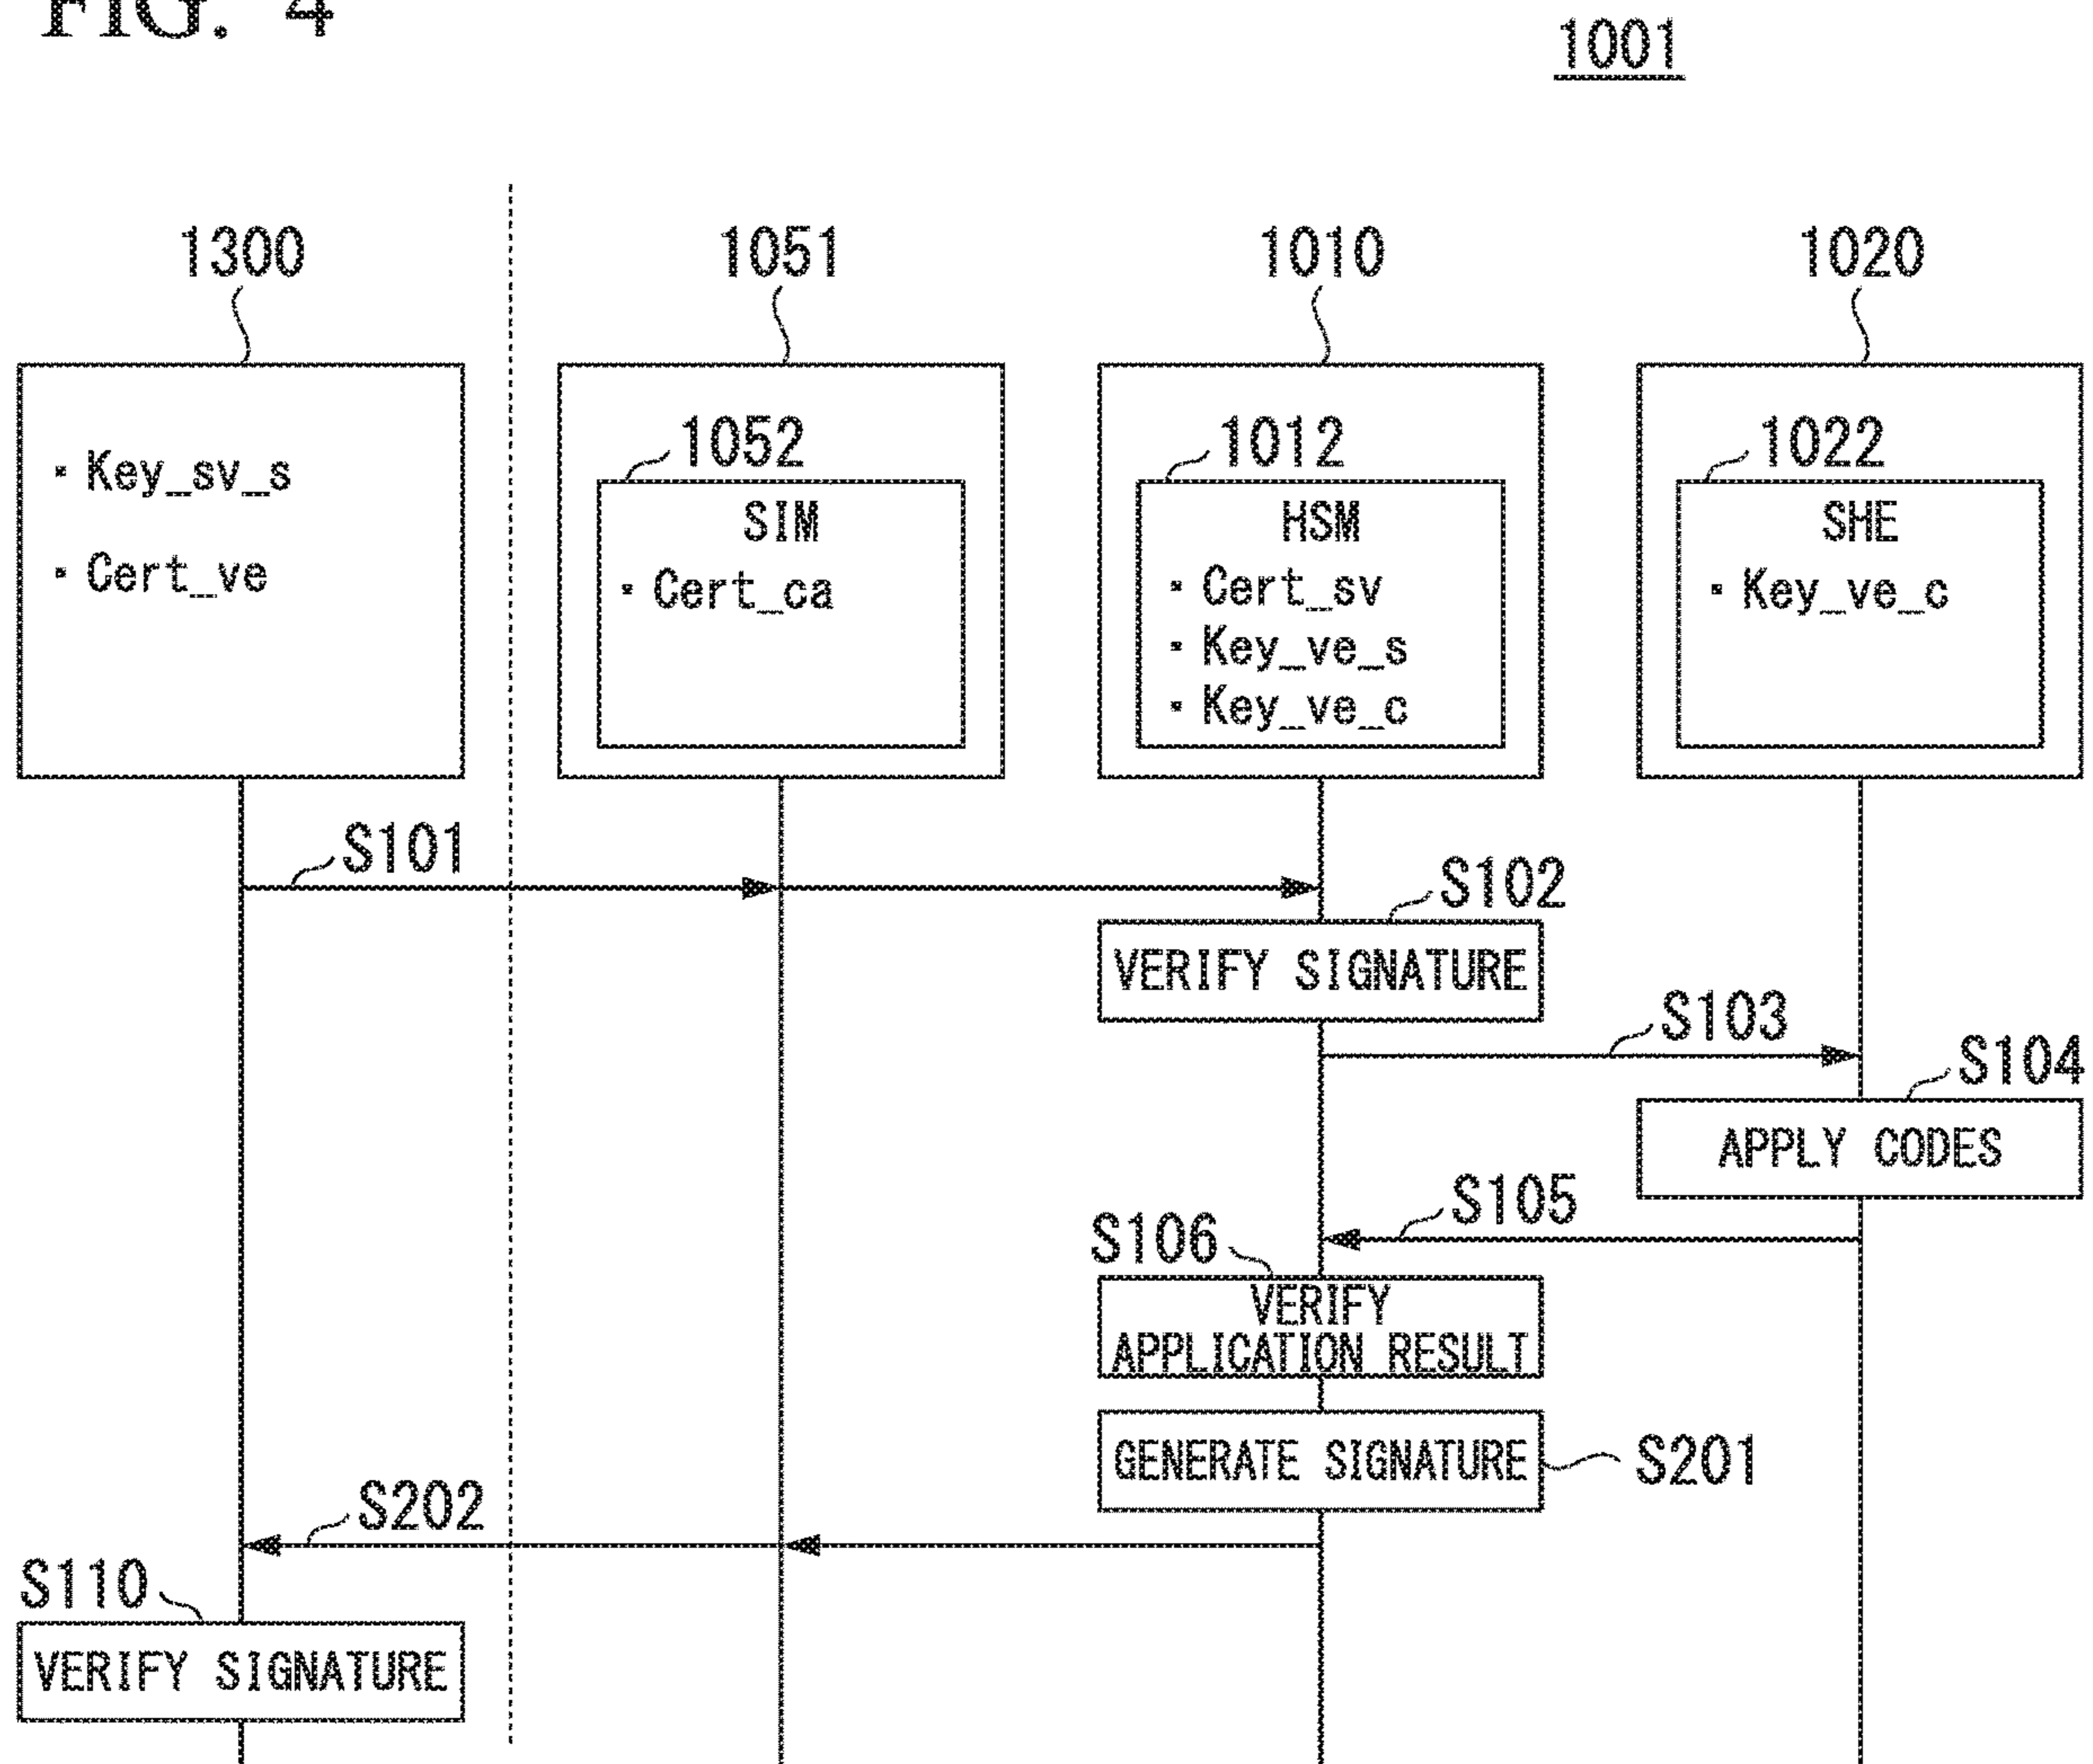 FIG. 4
1001
1300
1051
1010
1020
· Key_sv_s
· Cert_ve
1052
SIM
· Cert_ca
1012
HSM
· Cert_sv
· Key_ve_s
· Key_ve_c
1022
SHE
· Key_ve_c
S101
S102
VERIFY SIGNATURE
S103
S104
APPLY CODES
S105
S106
VERIFY
APPLICATION RESULT
GENERATE SIGNATURE
S201
S202
S110
VERIFY SIGNATURE